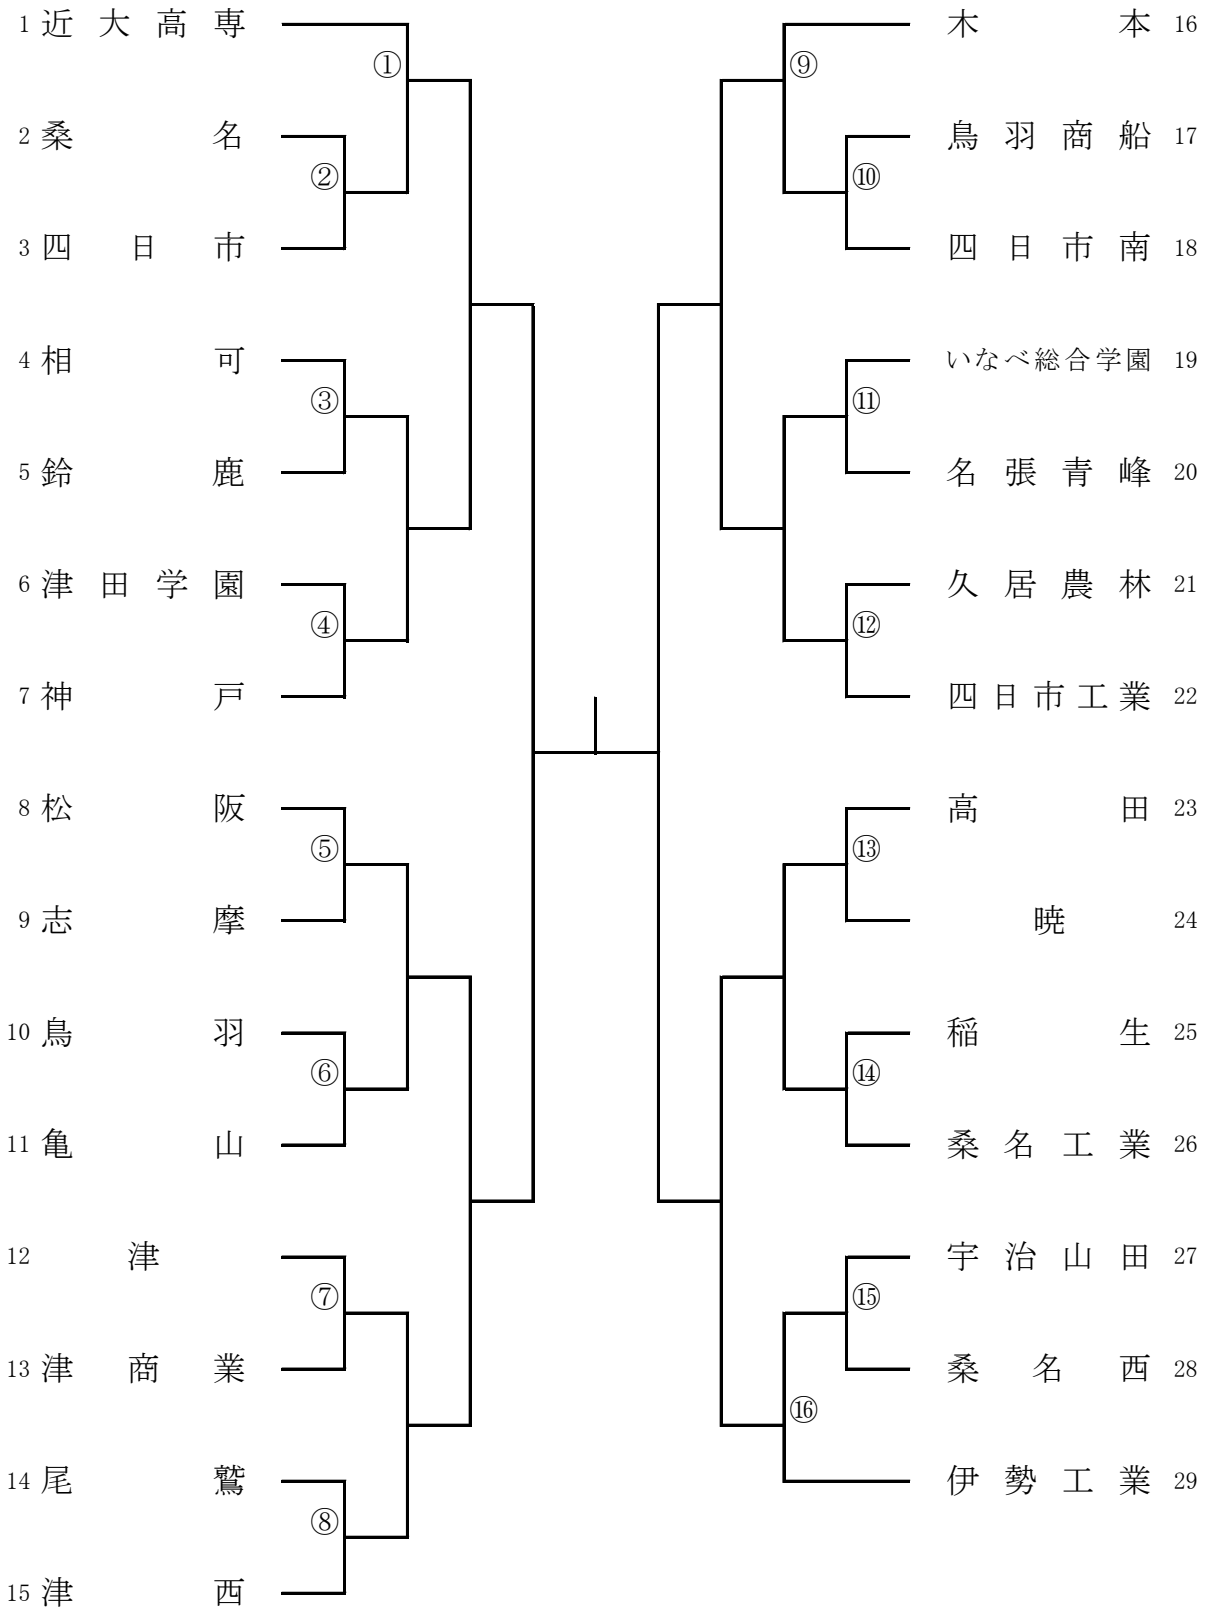 1 近大高専
①
2 桑名
②
3 四日市
4 相可
③
5 鈴鹿
6 津田学園
④
7 神戸
8 松阪
⑤
9 志摩
10 鳥羽
⑥
11 亀山
12 津
⑦
13 津商業
14 尾鷲
⑧
15 津西
木本 16
⑨
鳥羽商船 17
⑩
四日市南 18
いなべ総合学園 19
⑪
名張青峰 20
久居農林 21
⑫
四日市工業 22
高田 23
⑬
暁 24
稲生 25
⑭
桑名工業 26
宇治山田 27
⑮
桑名西 28
⑯
伊勢工業 29